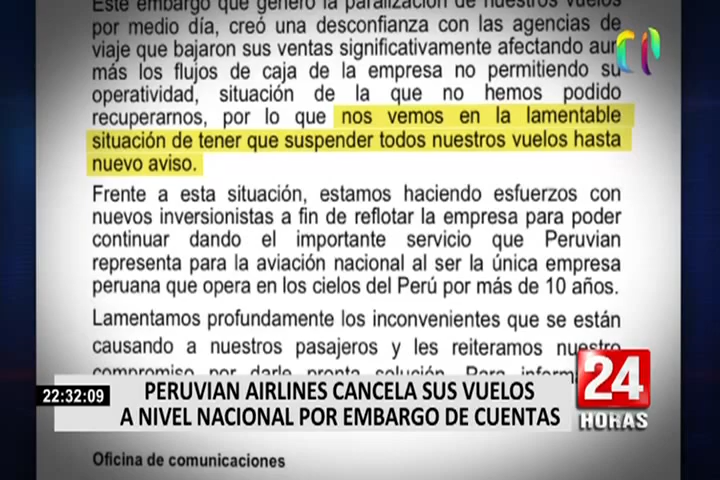 Este embargo que generó la paralización de nuestros vuelos
por medio día, creó una desconfianza con las agencias de
viaje que bajaron sus ventas significativamente afectando aun
más los flujos de caja de la empresa no permitiendo su
operatividad, situación de la que no hemos podido
recuperarnos, por lo que nos vemos en la lamentable
situación de tener que suspender todos nuestros vuelos hasta
nuevo aviso.
Frente a esta situación, estamos haciendo esfuerzos con
nuevos inversionistas a fin de reflotar la empresa para poder
continuar dando el importante servicio que Peruvian
representa para la aviación nacional al ser la única empresa
peruana que opera en los cielos del Perú por más de 10 años.
Lamentamos profundamente los inconvenientes que se están
causando a nuestros pasajeros y les reiteramos nuestro
compromiso por darle pronta solución. Para
22:32:09
PERUVIAN AIRLINES CANCELA SUS VUELOS
A NIVEL NACIONAL POR EMBARGO DE CUENTAS
24
HORAS
Oficina de comunicaciones